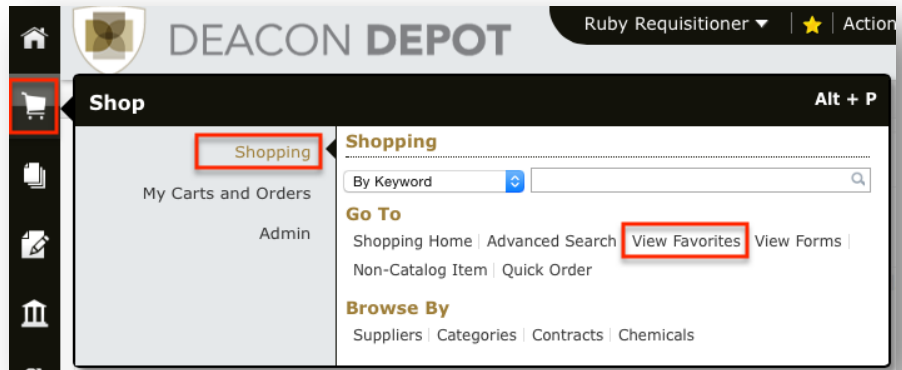 Ruby Requisitioner ▼ | ★ Action
DEACON DEPOT
Shop Alt + P
Shopping
My Carts and Orders
Admin
Shopping
By Keyword
Go To
Shopping Home | Advanced Search | View Favorites | View Forms |
Non-Catalog Item | Quick Order
Browse By
Suppliers | Categories | Contracts | Chemicals